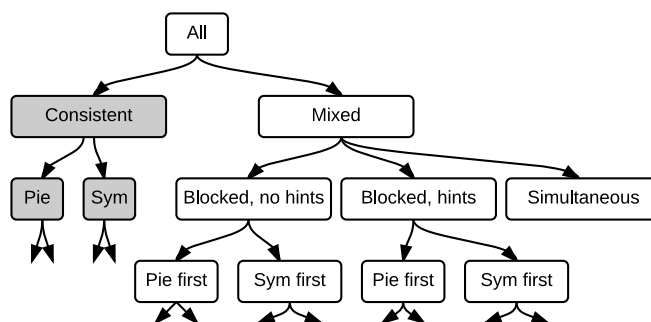 All
Consistent
Mixed
Pie
Sym
Blocked, no hints
Blocked, hints
Simultaneous
Pie first
Sym first
Pie first
Sym first